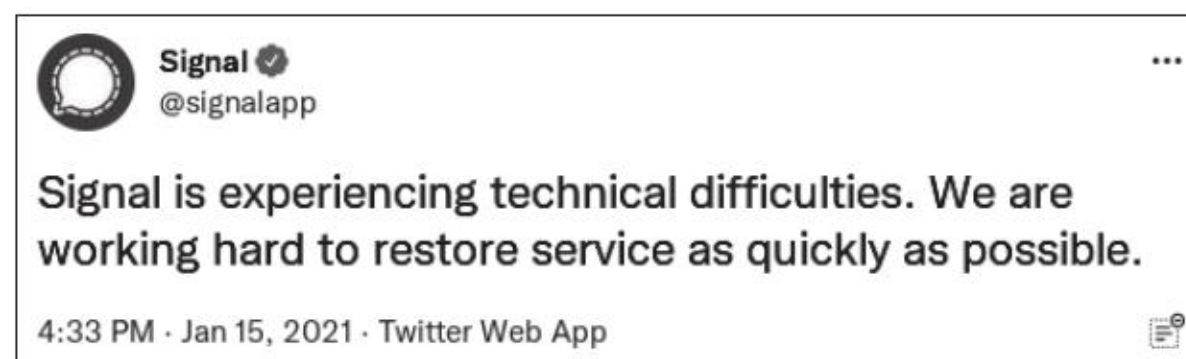 Signal
@signalapp
Signal is experiencing technical difficulties. We are
working hard to restore service as quickly as possible.
4:33 PM · Jan 15, 2021 · Twitter Web App